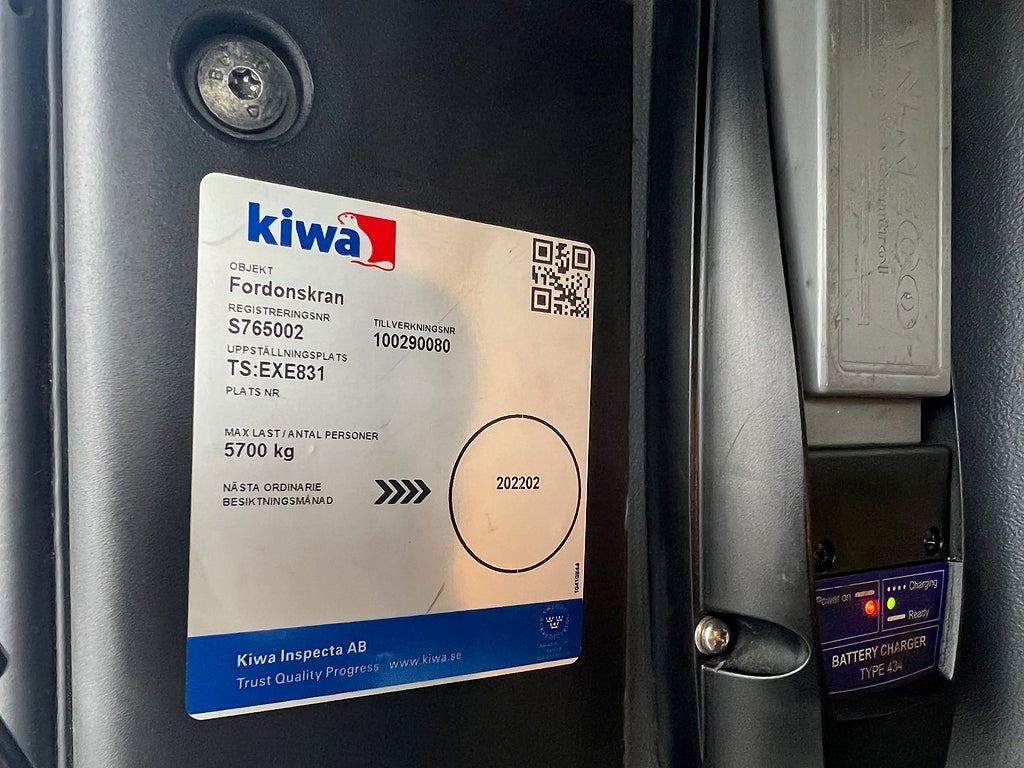 kiwa
OBJEKT
Fordonskran
REGISTRERINGSNR
S765002
TILLVERKNINGSNR
100290080
UPPSTÄLLNINGSPLATS
TS:EXE831
PLATS NR
MAX LAST / ANTAL PERSONER
5700 kg
NÄSTA ORDINARIE
BESIKTNINGSMÅNAD
202202
Kiwa Inspecta AB
Trust Quality Progress www.kiwa.se
Power on
Charging
Ready
BATTERY CHARGER
TYPE 434